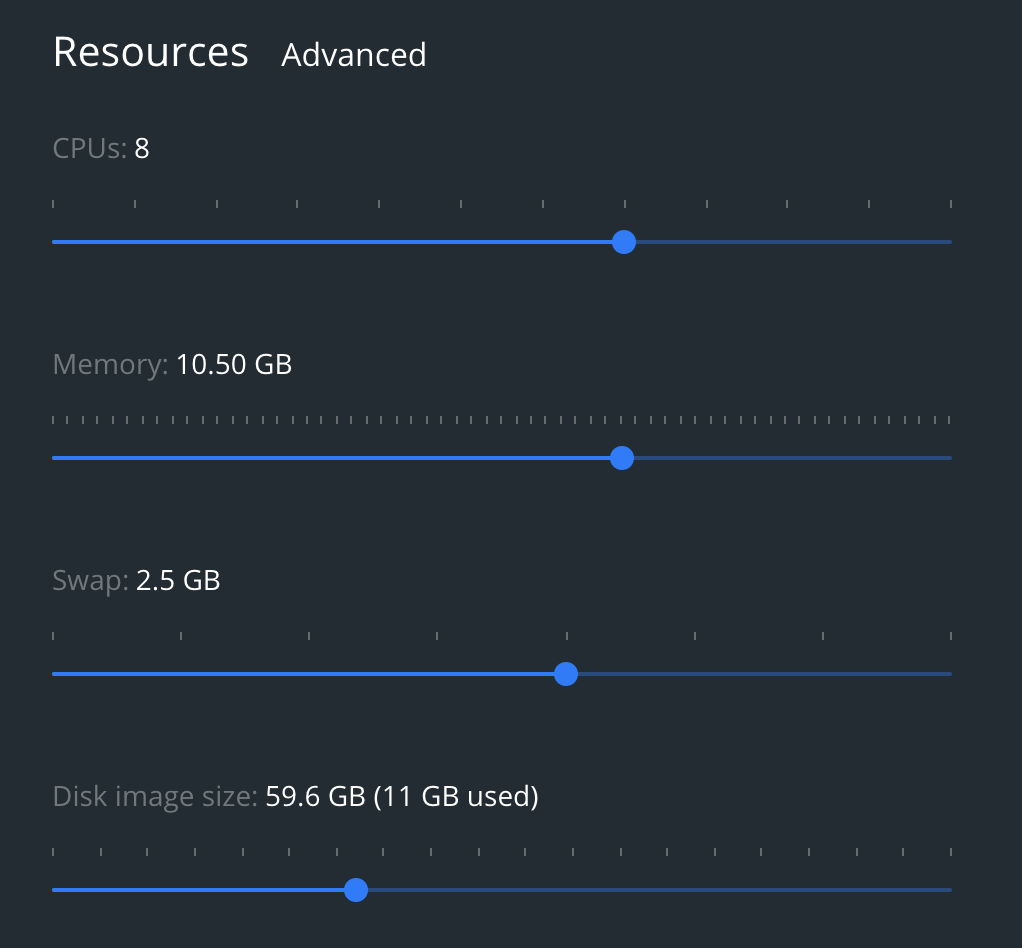 Resources Advanced
CPUs: 8
Memory: 10.50 GB
Swap: 2.5 GB
Disk image size: 59.6 GB (11 GB used)